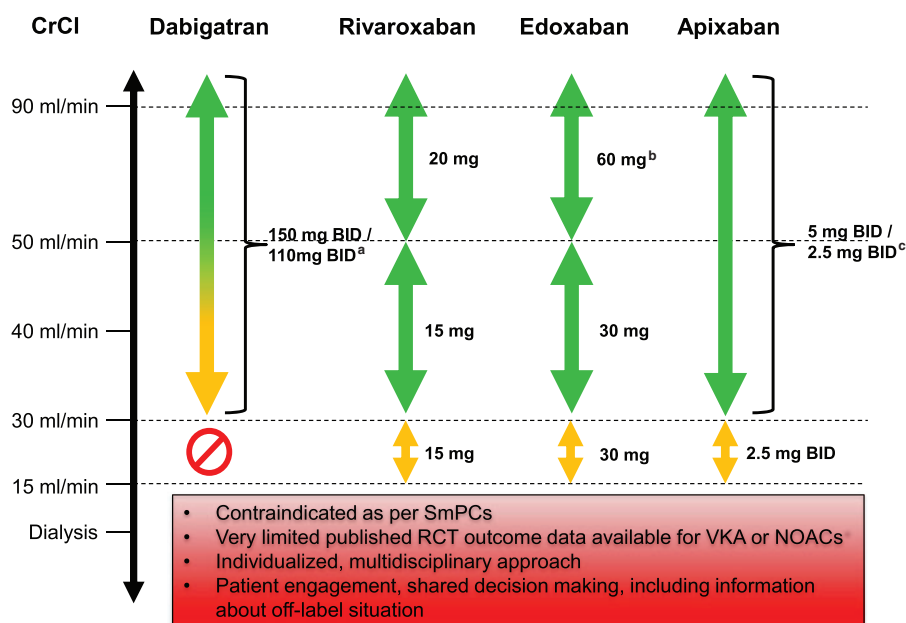 CrCl Dabigatran Rivaroxaban Edoxaban Apixaban
90 ml/min
20 mg 60 mgᵇ
50 ml/min
150 mg BID /
110mg BIDᵃ
5 mg BID /
2.5 mg BIDᶜ
40 ml/min
15 mg 30 mg
30 ml/min
15 mg 30 mg 2.5 mg BID
15 ml/min
Dialysis
• Contraindicated as per SmPCs
• Very limited published RCT outcome data available for VKA or NOACs
• Individualized, multidisciplinary approach
• Patient engagement, shared decision making, including information
about off-label situation